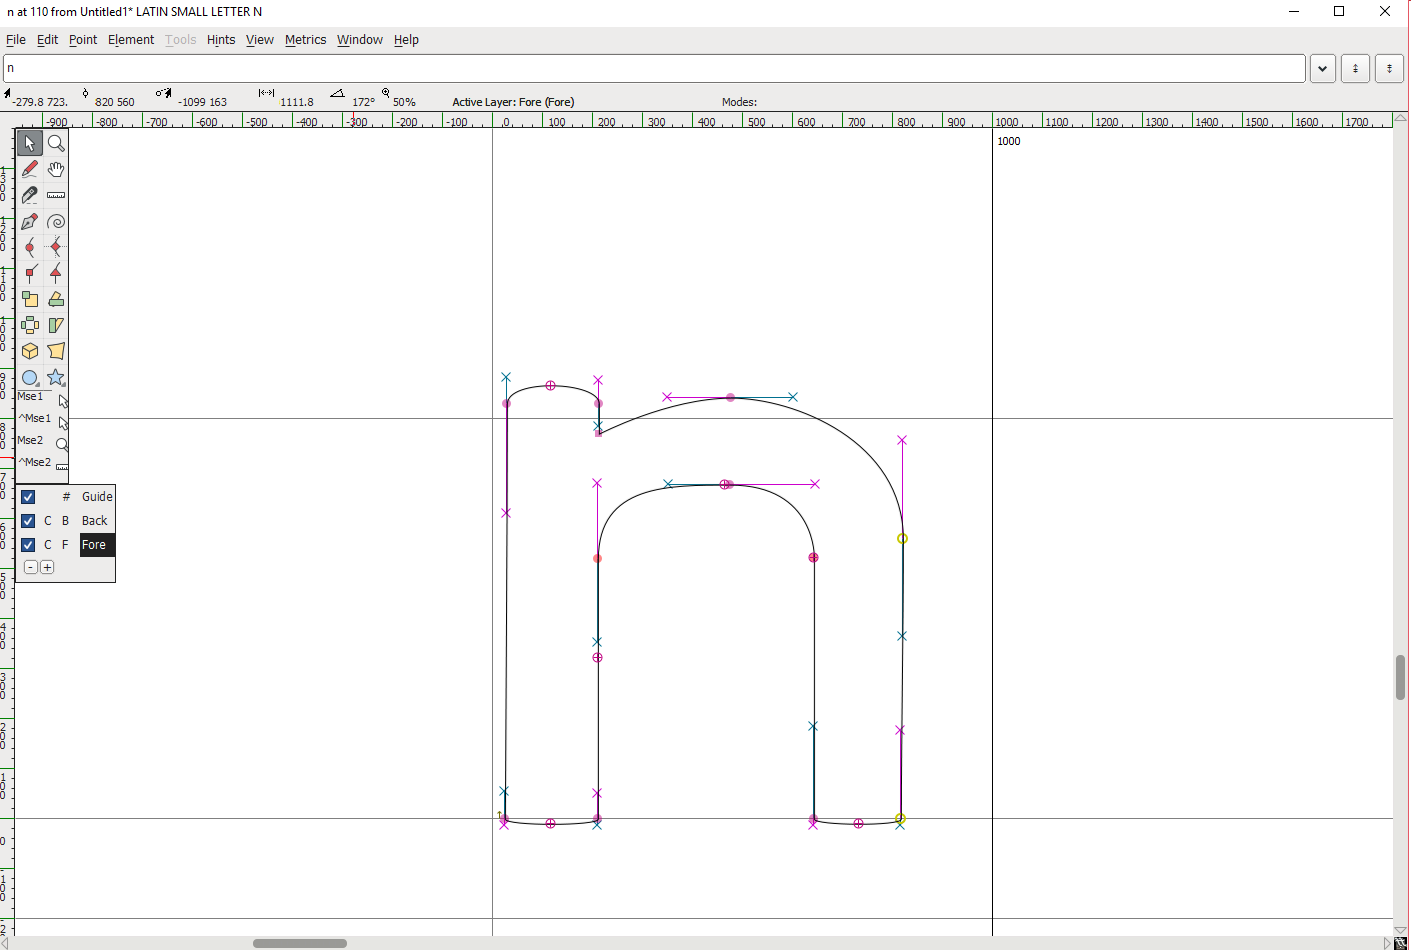 n at 110 from Untitled1* LATIN SMALL LETTER N
File Edit Point Element Tools Hints View Metrics Window Help
n
-279.8 723. 820 560 -1099 163 1111.8 172° 50% Active Layer: Fore (Fore) Modes:
-900 -800 -700 -600 -500 -400 -300 -200 -100 0 100 200 300 400 500 600 700 800 900 1000 1100 1200 1300 1400 1500 1600 1700
1000
Mse1
^Mse1
Mse2
^Mse2
# Guide
C B Back
C F Fore
- +